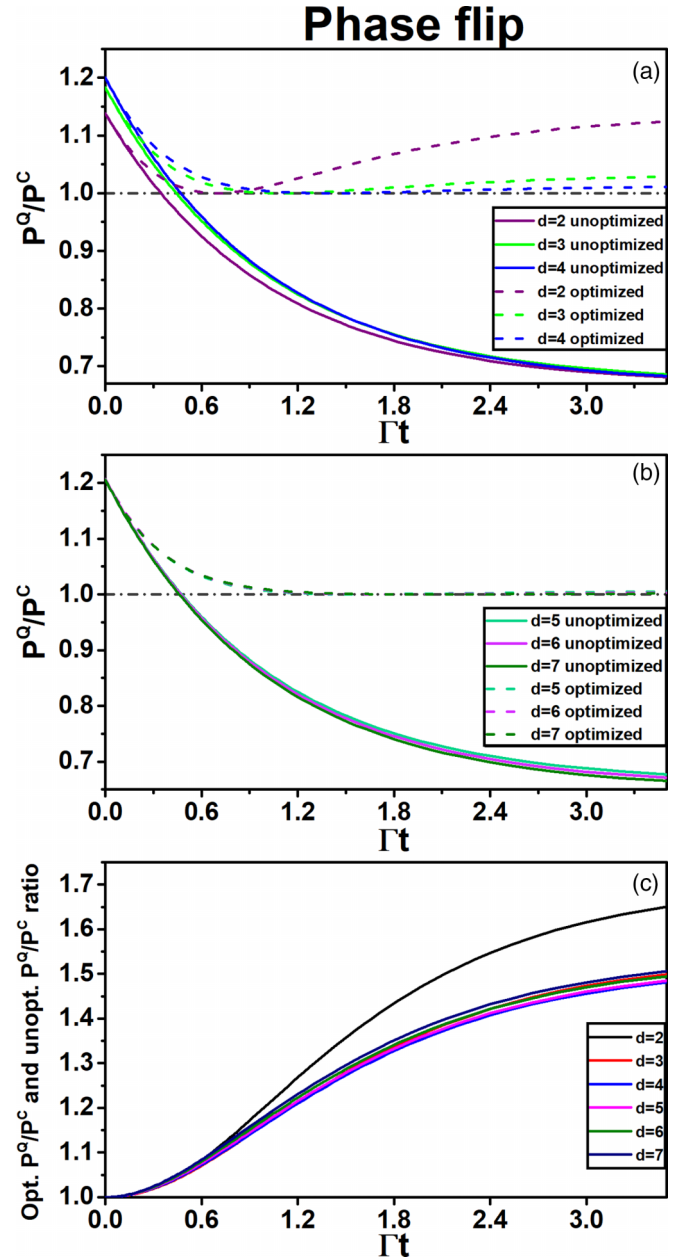 Phase flip
(a)
1.2
1.1
1.0
0.9
0.8
0.7
P^Q/P^C
d=2 unoptimized
d=3 unoptimized
d=4 unoptimized
d=2 optimized
d=3 optimized
d=4 optimized
0.0 0.6 1.2 1.8 2.4 3.0
Γt
(b)
1.2
1.1
1.0
0.9
0.8
0.7
P^Q/P^C
d=5 unoptimized
d=6 unoptimized
d=7 unoptimized
d=5 optimized
d=6 optimized
d=7 optimized
0.0 0.6 1.2 1.8 2.4 3.0
Γt
(c)
1.7
1.6
1.5
1.4
1.3
1.2
1.1
1.0
Opt. P^Q/P^C and unopt. P^Q/P^C ratio
d=2
d=3
d=4
d=5
d=6
d=7
0.0 0.6 1.2 1.8 2.4 3.0
Γt